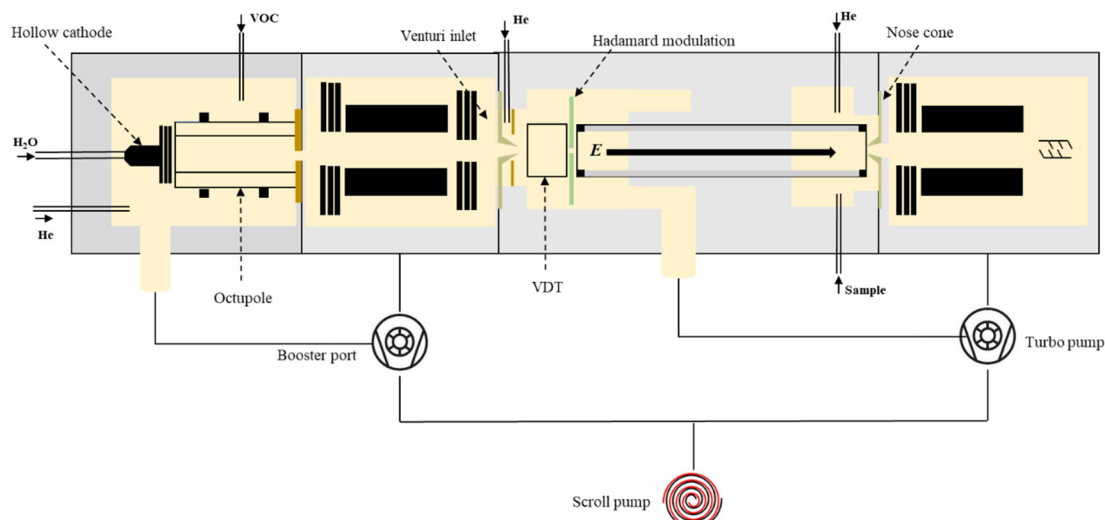 VOC
Hollow cathode
He
Venturi inlet
Hadamard modulation
He
Nose cone
H₂O
E
He
Octupole
VDT
Sample
Booster port
Turbo pump
Scroll pump